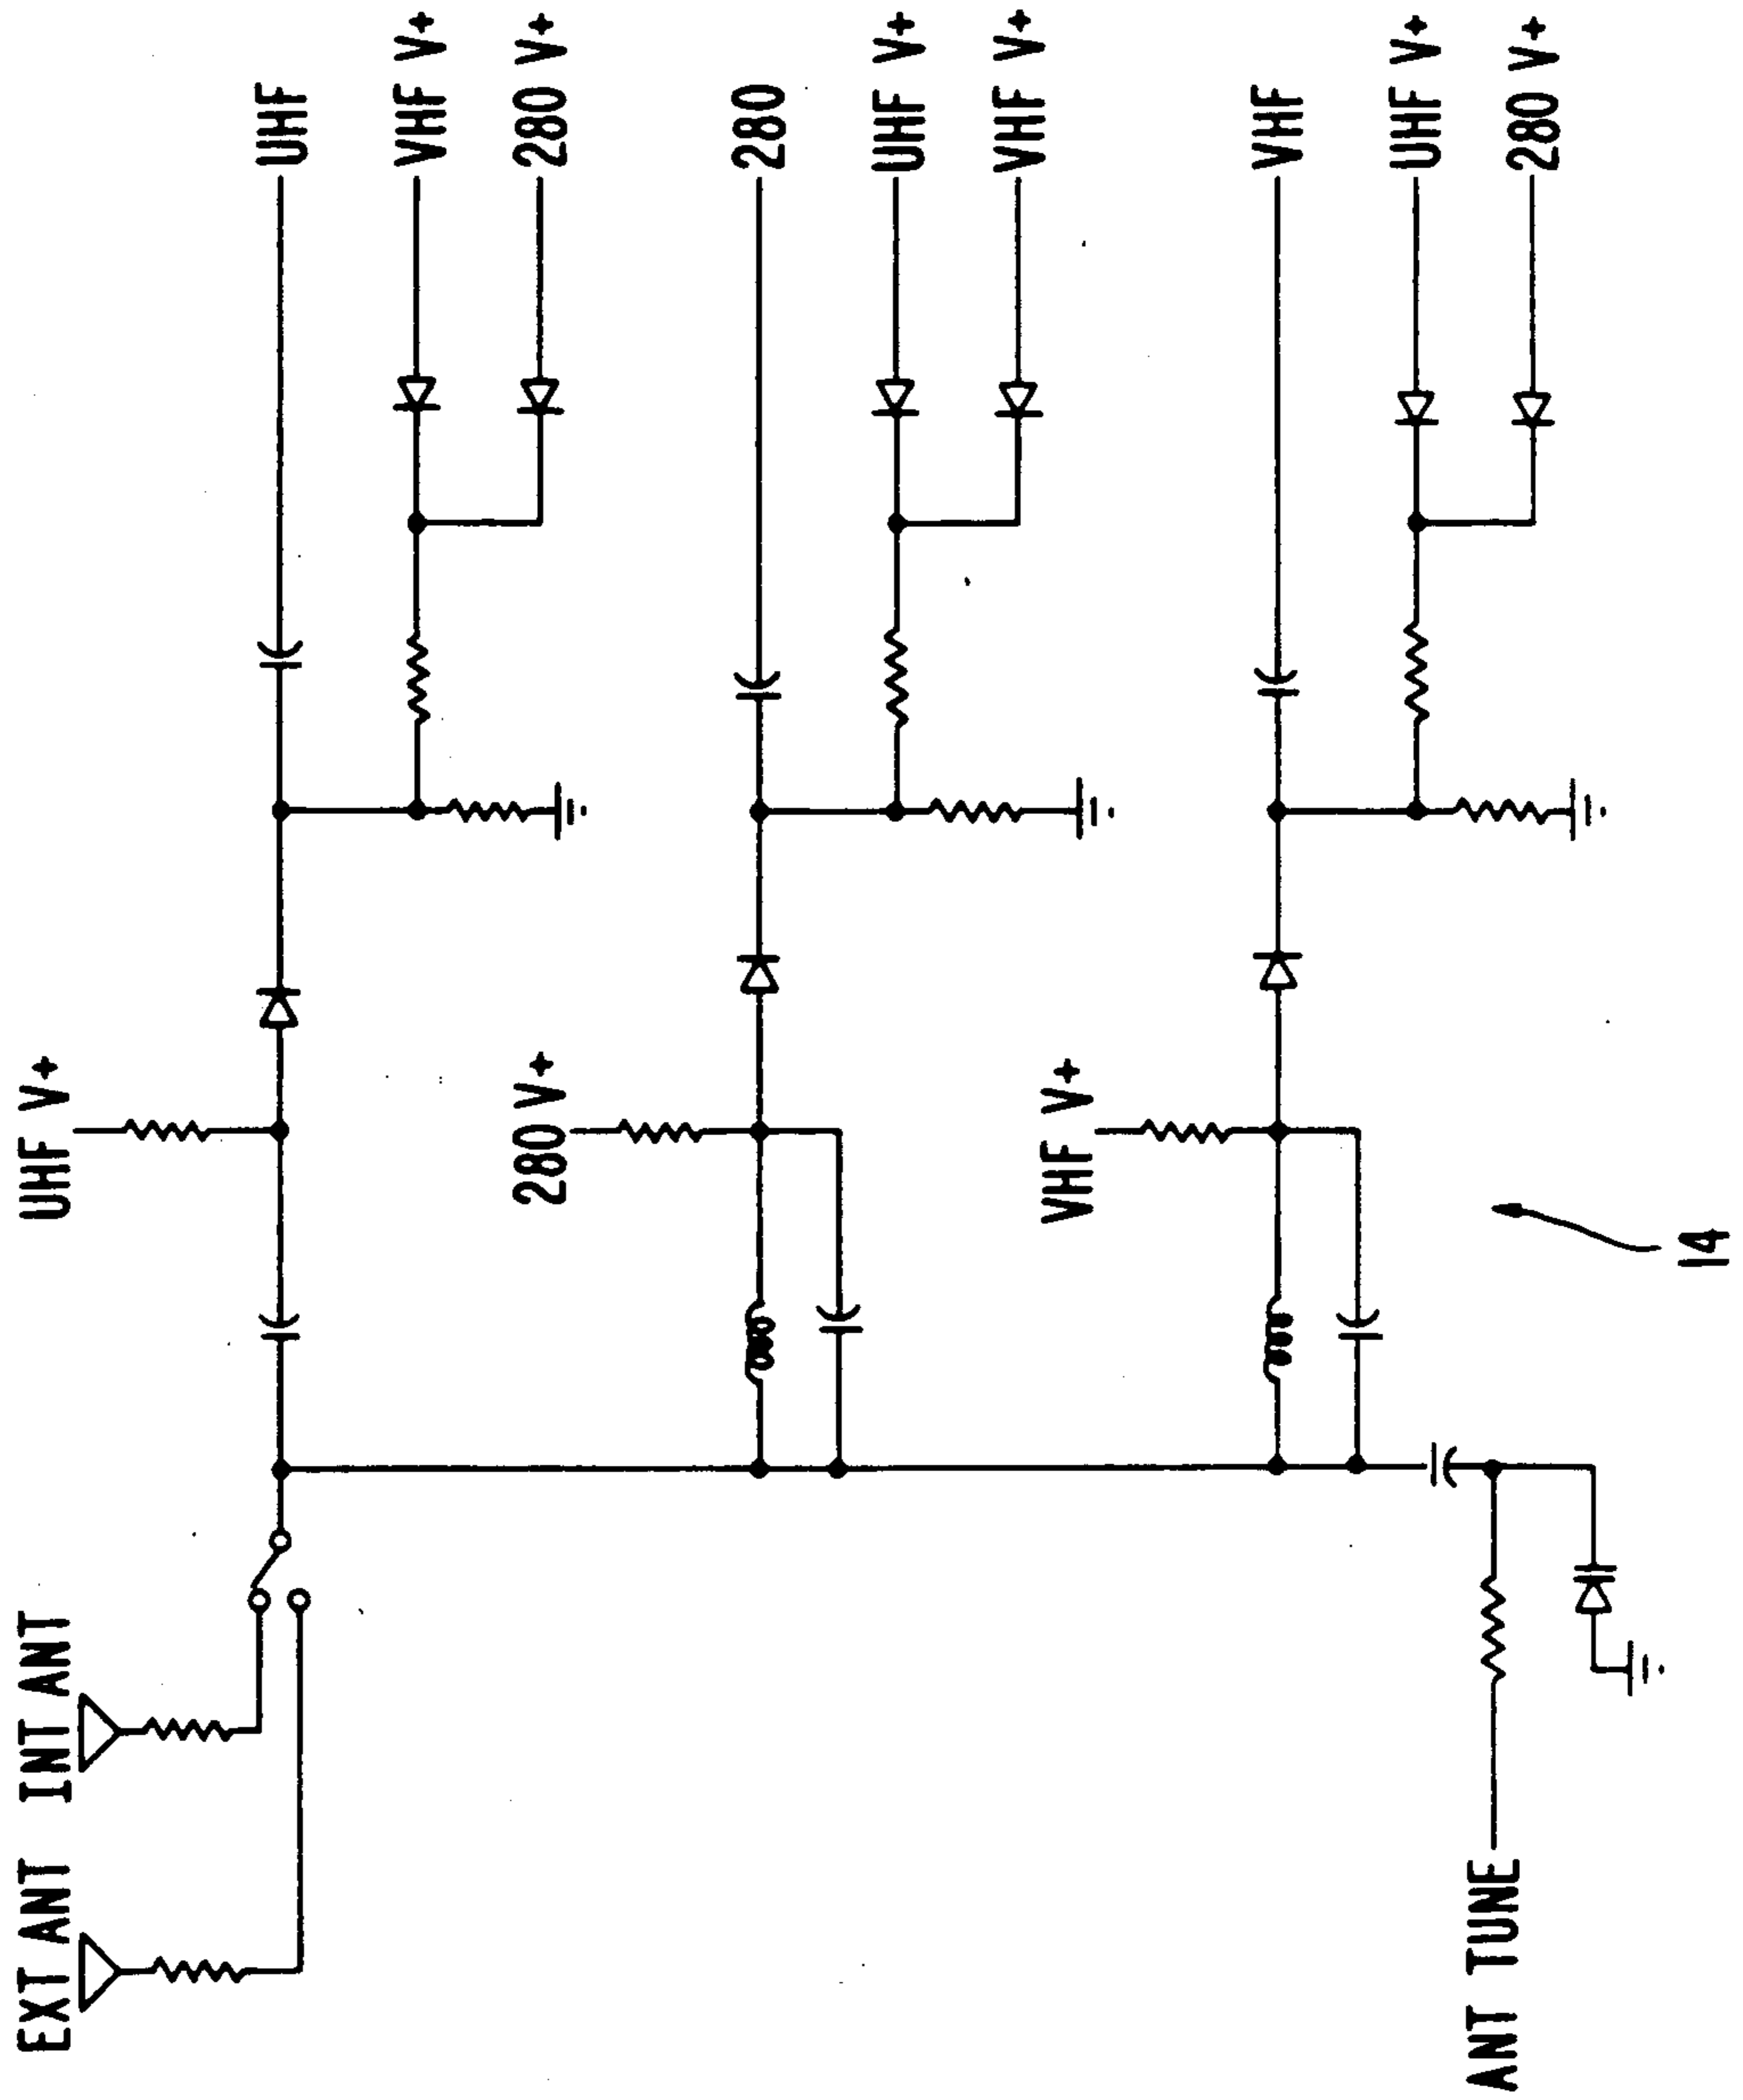 EXT ANT
INT ANT
UHF V+
UHF
VHF V+
280 V+
280 V+
280
UHF V+
VHF V+
VHF V+
VHF
UHF V+
280 V+
ANT TUNE
14